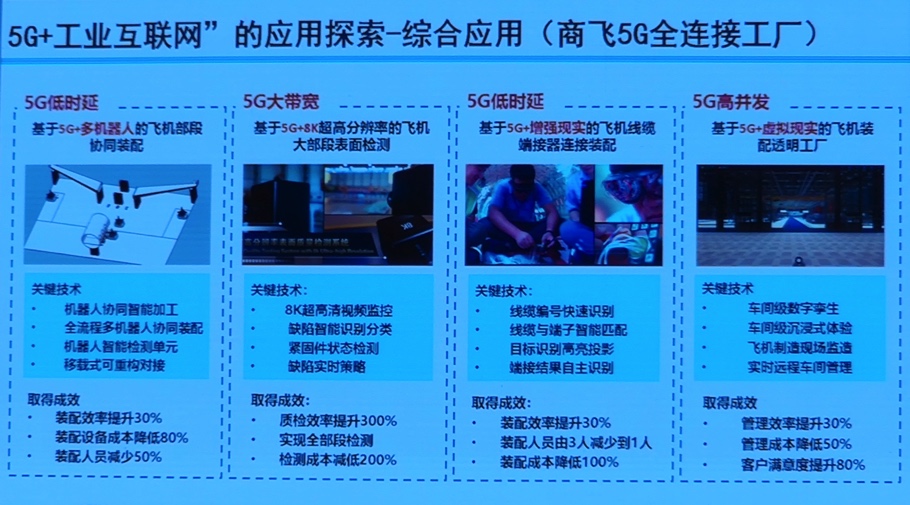 5G+工业互联网”的应用探索-综合应用（商飞5G全连接工厂）
5G低时延
基于5G+多机器人的飞机部段
协同装配
关键技术
• 机器人协同智能加工
• 全流程多机器人协同装配
• 机器人智能检测单元
• 移载式可重构对接
取得成效
• 装配效率提升30%
• 装配设备成本降低80%
• 装配人员减少50%
5G大带宽
基于5G+8K超高分辨率的飞机
大部段表面检测
关键技术：
• 8K超高清视频监控
• 缺陷智能识别分类
• 紧固件状态检测
• 缺陷实时策略
取得成效：
• 质检效率提升300%
• 实现全部段检测
• 检测成本减低200%
5G低时延
基于5G+增强现实的飞机线缆
端接器连接装配
关键技术：
• 线缆编号快速识别
• 线缆与端子智能匹配
• 目标识别高亮投影
• 端接结果自主识别
取得成效：
• 装配效率提升30%
• 装配人员由3人减少到1人
• 装配成本降低100%
5G高并发
基于5G+虚拟现实的飞机装
配透明工厂
关键技术
• 车间级数字孪生
• 车间级沉浸式体验
• 飞机制造现场监造
• 实时远程车间管理
取得成效
• 管理效率提升30%
• 管理成本降低50%
• 客户满意度提升80%